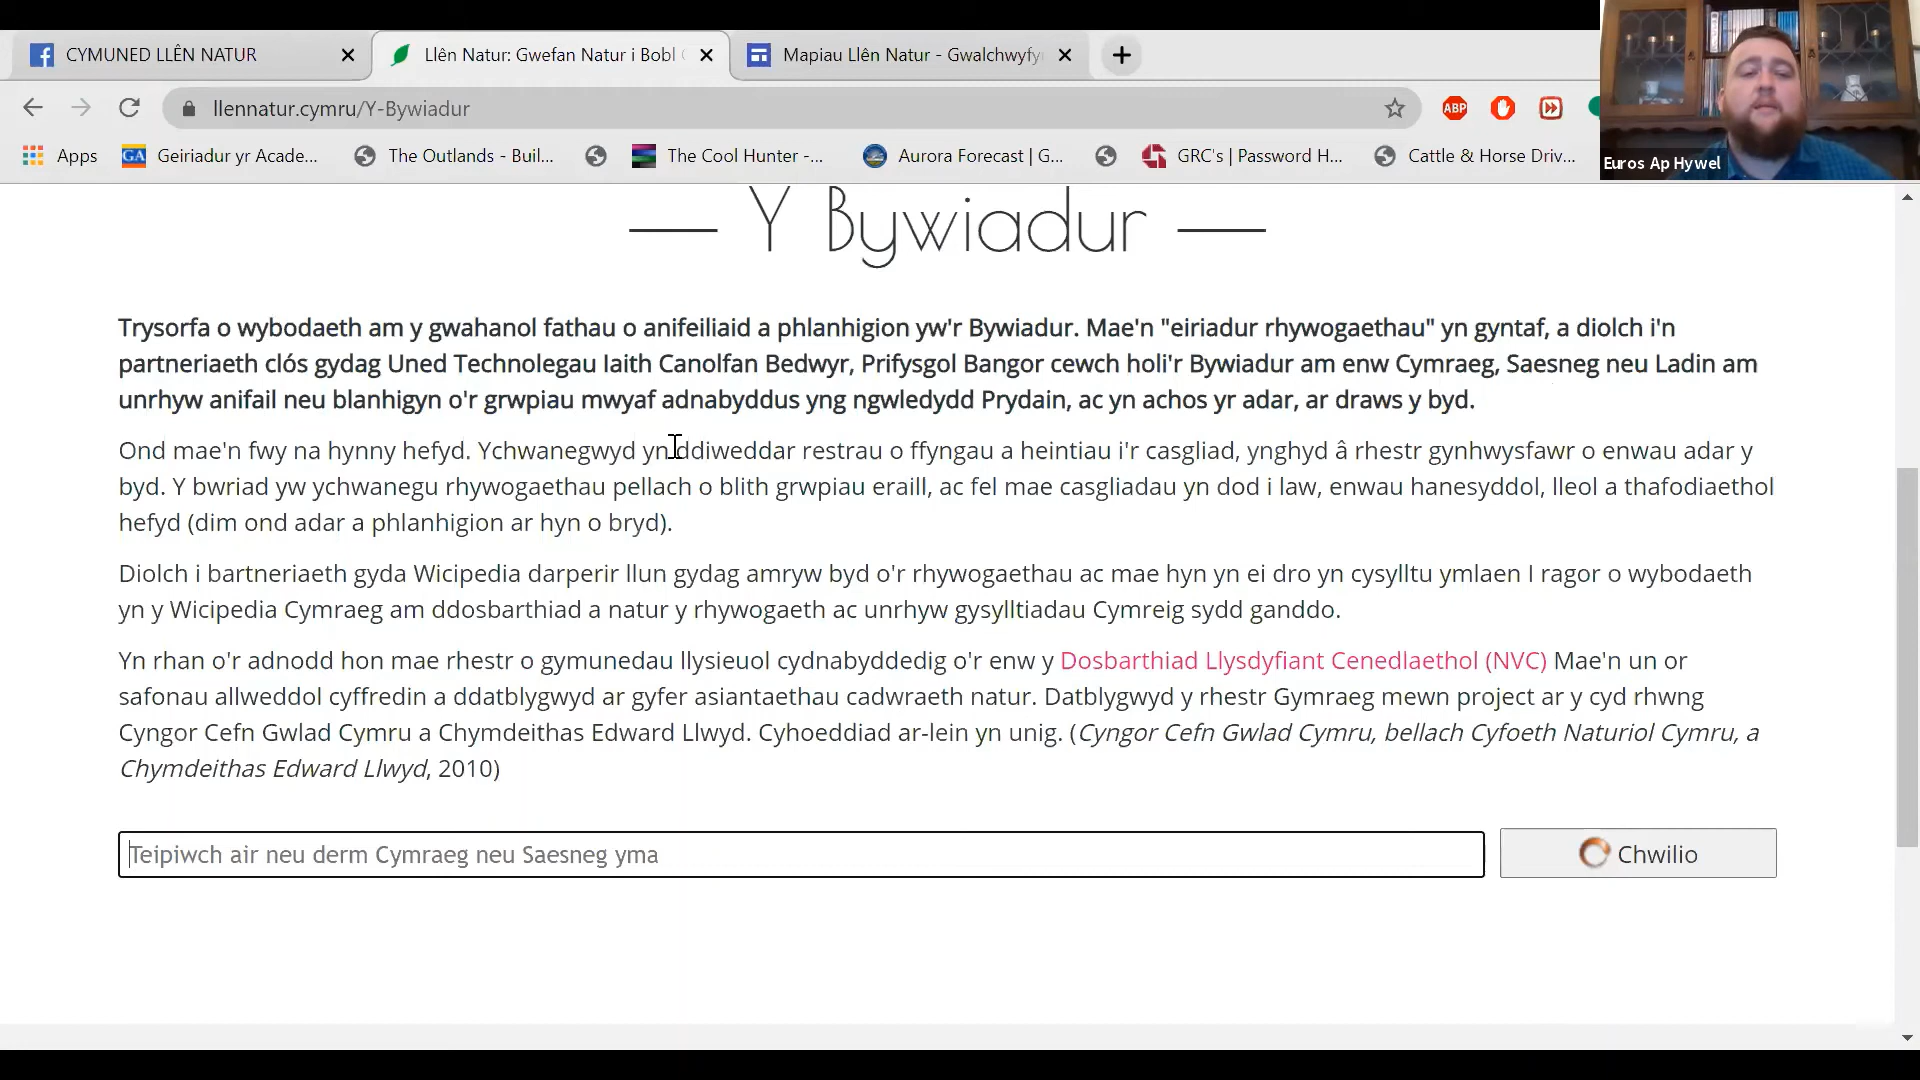 CYMUNED LLÊN NATUR
Llên Natur: Gwefan Natur i Bobl
Mapiau Llên Natur - Gwalchwyfy
llennatur.cymru/Y-Bywiadur
ABP
Apps
GA Geiriadur yr Acade...
The Outlands - Buil...
The Cool Hunter -...
Aurora Forecast | G...
GRC's | Password H...
Cattle & Horse Driv...
Euros Ap Hywel
Y Bywiadur
Trysorfa o wybodaeth am y gwahanol fathau o anifeiliaid a phlanhigion yw'r Bywiadur. Mae'n "eiriadur rhywogaethau" yn gyntaf, a diolch i'n
partneriaeth clós gydag Uned Technolegau Iaith Canolfan Bedwyr, Prifysgol Bangor cewch holi'r Bywiadur am enw Cymraeg, Saesneg neu Ladin am
unrhyw anifail neu blanhigyn o'r grwpiau mwyaf adnabyddus yng ngwledydd Prydain, ac yn achos yr adar, ar draws y byd.
Ond mae'n fwy na hynny hefyd. Ychwanegwyd yn ddiweddar restrau o ffyngau a heintiau i'r casgliad, ynghyd â rhestr gynhwysfawr o enwau adar y
byd. Y bwriad yw ychwanegu rhywogaethau pellach o blith grwpiau eraill, ac fel mae casgliadau yn dod i law, enwau hanesyddol, lleol a thafodiaethol
hefyd (dim ond adar a phlanhigion ar hyn o bryd).
Diolch i bartneriaeth gyda Wicipedia darperir llun gydag amryw byd o'r rhywogaethau ac mae hyn yn ei dro yn cysylltu ymlaen I ragor o wybodaeth
yn y Wicipedia Cymraeg am ddosbarthiad a natur y rhywogaeth ac unrhyw gysylltiadau Cymreig sydd ganddo.
Yn rhan o'r adnodd hon mae rhestr o gymunedau llysieuol cydnabyddedig o'r enw y Dosbarthiad Llysdyfiant Cenedlaethol (NVC) Mae'n un or
safonau allweddol cyffredin a ddatblygwyd ar gyfer asiantaethau cadwraeth natur. Datblygwyd y rhestr Gymraeg mewn project ar y cyd rhwng
Cyngor Cefn Gwlad Cymru a Chymdeithas Edward Llwyd. Cyhoeddiad ar-lein yn unig. (Cyngor Cefn Gwlad Cymru, bellach Cyfoeth Naturiol Cymru, a
Chymdeithas Edward Llwyd, 2010)
Teipiwch air neu derm Cymraeg neu Saesneg yma
Chwilio